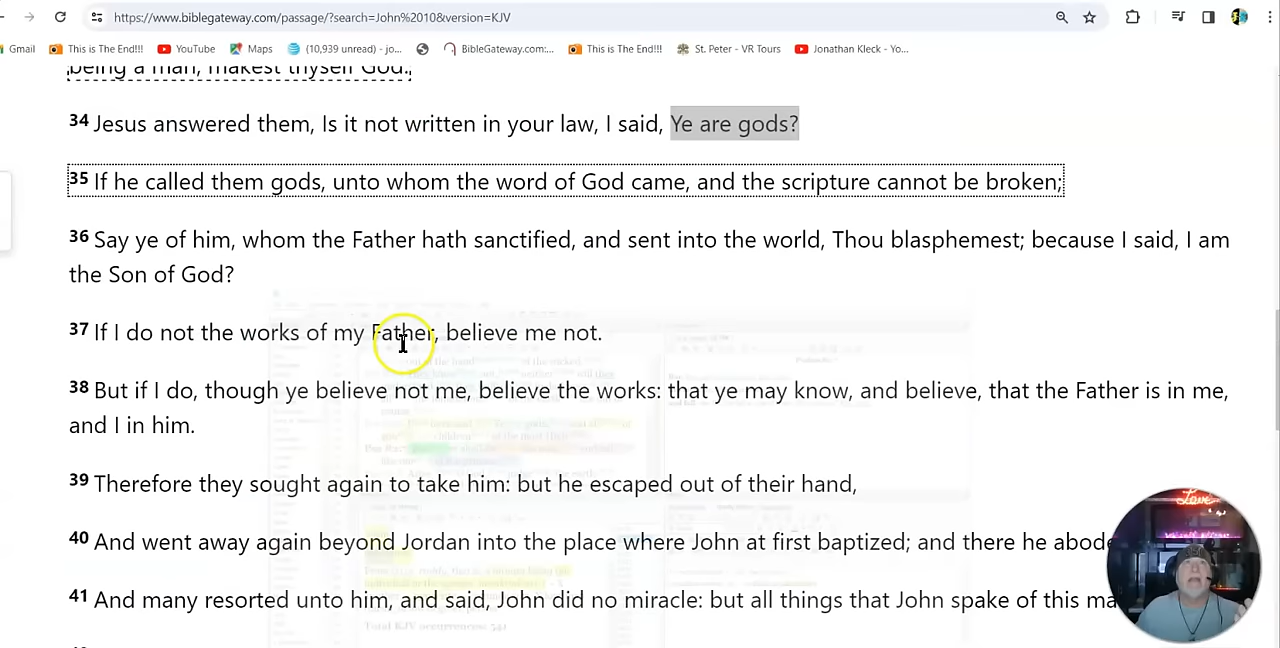 https://www.biblegateway.com/passage/?search=John%2010&version=KJV
Gmail This is The End!!! YouTube Maps (10,939 unread) - jo... BibleGateway.com:... This is The End!!! St. Peter - VR Tours Jonathan Kleck - Yo...
being a man, makest thyself God.
34 Jesus answered them, Is it not written in your law, I said, Ye are gods?
35 If he called them gods, unto whom the word of God came, and the scripture cannot be broken;
36 Say ye of him, whom the Father hath sanctified, and sent into the world, Thou blasphemest; because I said, I am
the Son of God?
37 If I do not the works of my Father, believe me not.
38 But if I do, though ye believe not me, believe the works: that ye may know, and believe, that the Father is in me,
and I in him.
39 Therefore they sought again to take him: but he escaped out of their hand,
40 And went away again beyond Jordan into the place where John at first baptized; and there he abode
41 And many resorted unto him, and said, John did no miracle: but all things that John spake of this ma
Total KJV occurrences: 541
Love